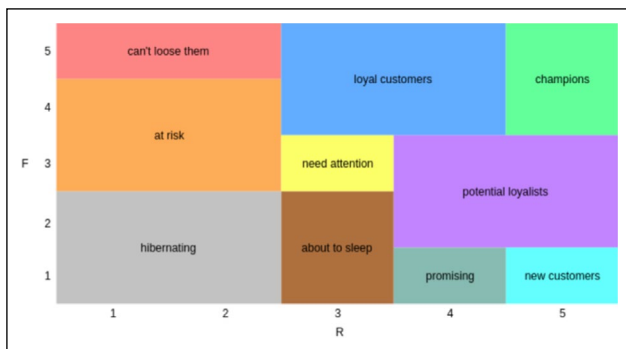 5
can't loose them
loyal customers
champions
4
at risk
F
3
need attention
potential loyalists
2
hibernating
about to sleep
1
promising
new customers
1
2
3
4
5
R